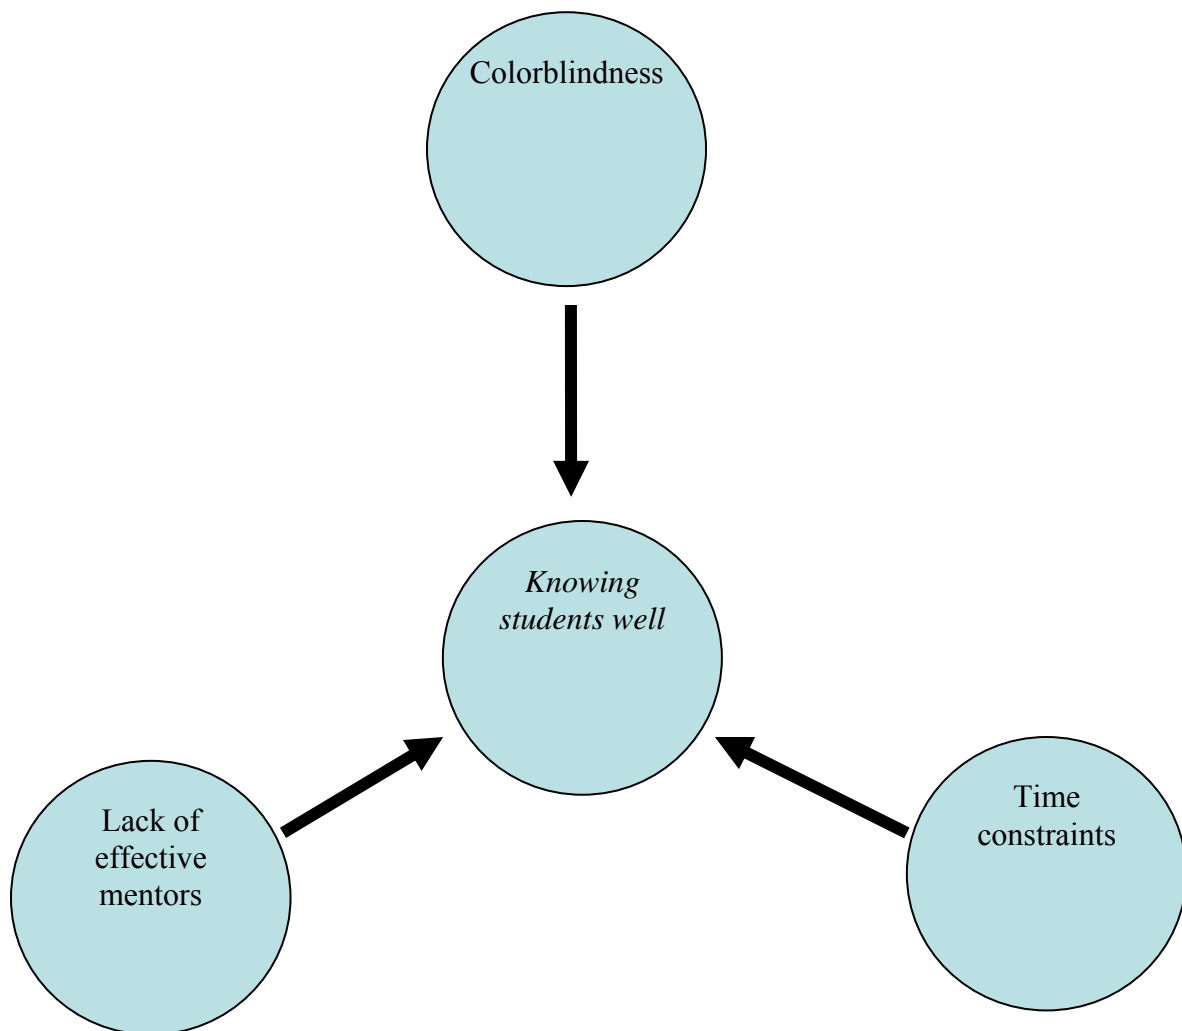 Colorblindness
Knowing
students well
Lack of
effective
mentors
Time
constraints